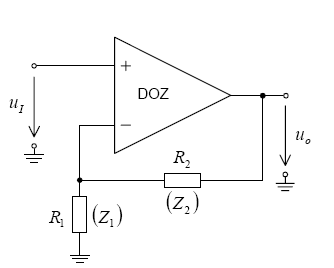 +
DOZ
u_I
−
u_o
R_2
R_1 (Z_1) (Z_2)